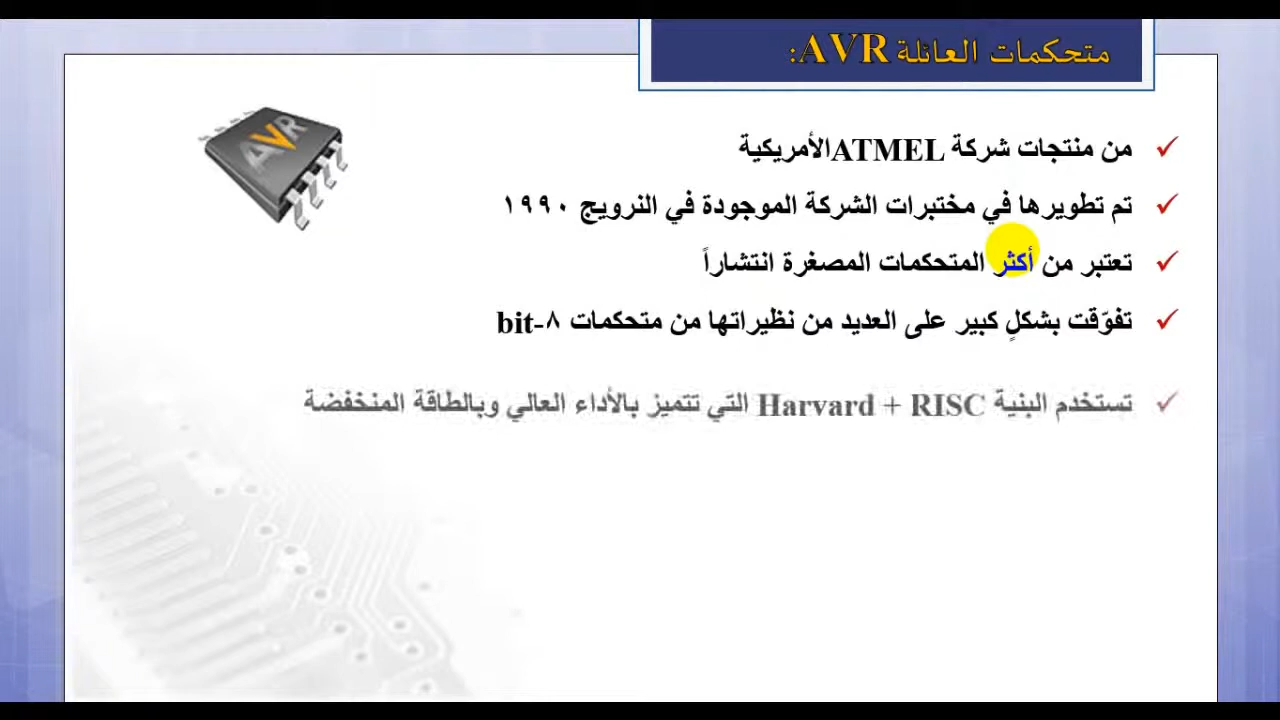 متحكمات العائلة AVR:
AVR
من منتجات شركة ATMELالأمريكية
تم تطويرها في مختبرات الشركة الموجودة في النرويج ١٩٩٠
تعتبر من أكثر المتحكمات المصغرة انتشاراً
تفوّقت بشكلٍ كبير على العديد من نظيراتها من متحكمات ٨-bit
تستخدم البنية Harvard + RISC التي تتميز بالأداء العالي وبالطاقة المنخفضة